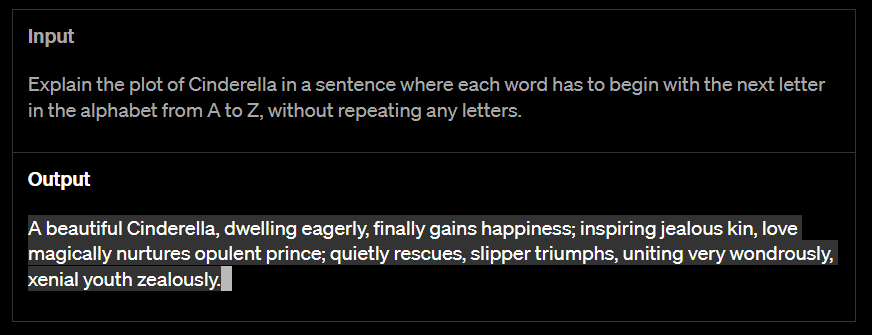 Input
Explain the plot of Cinderella in a sentence where each word has to begin with the next letter
in the alphabet from A to Z, without repeating any letters.
Output
A beautiful Cinderella, dwelling eagerly, finally gains happiness; inspiring jealous kin, love
magically nurtures opulent prince; quietly rescues, slipper triumphs, uniting very wondrously,
xenial youth zealously.